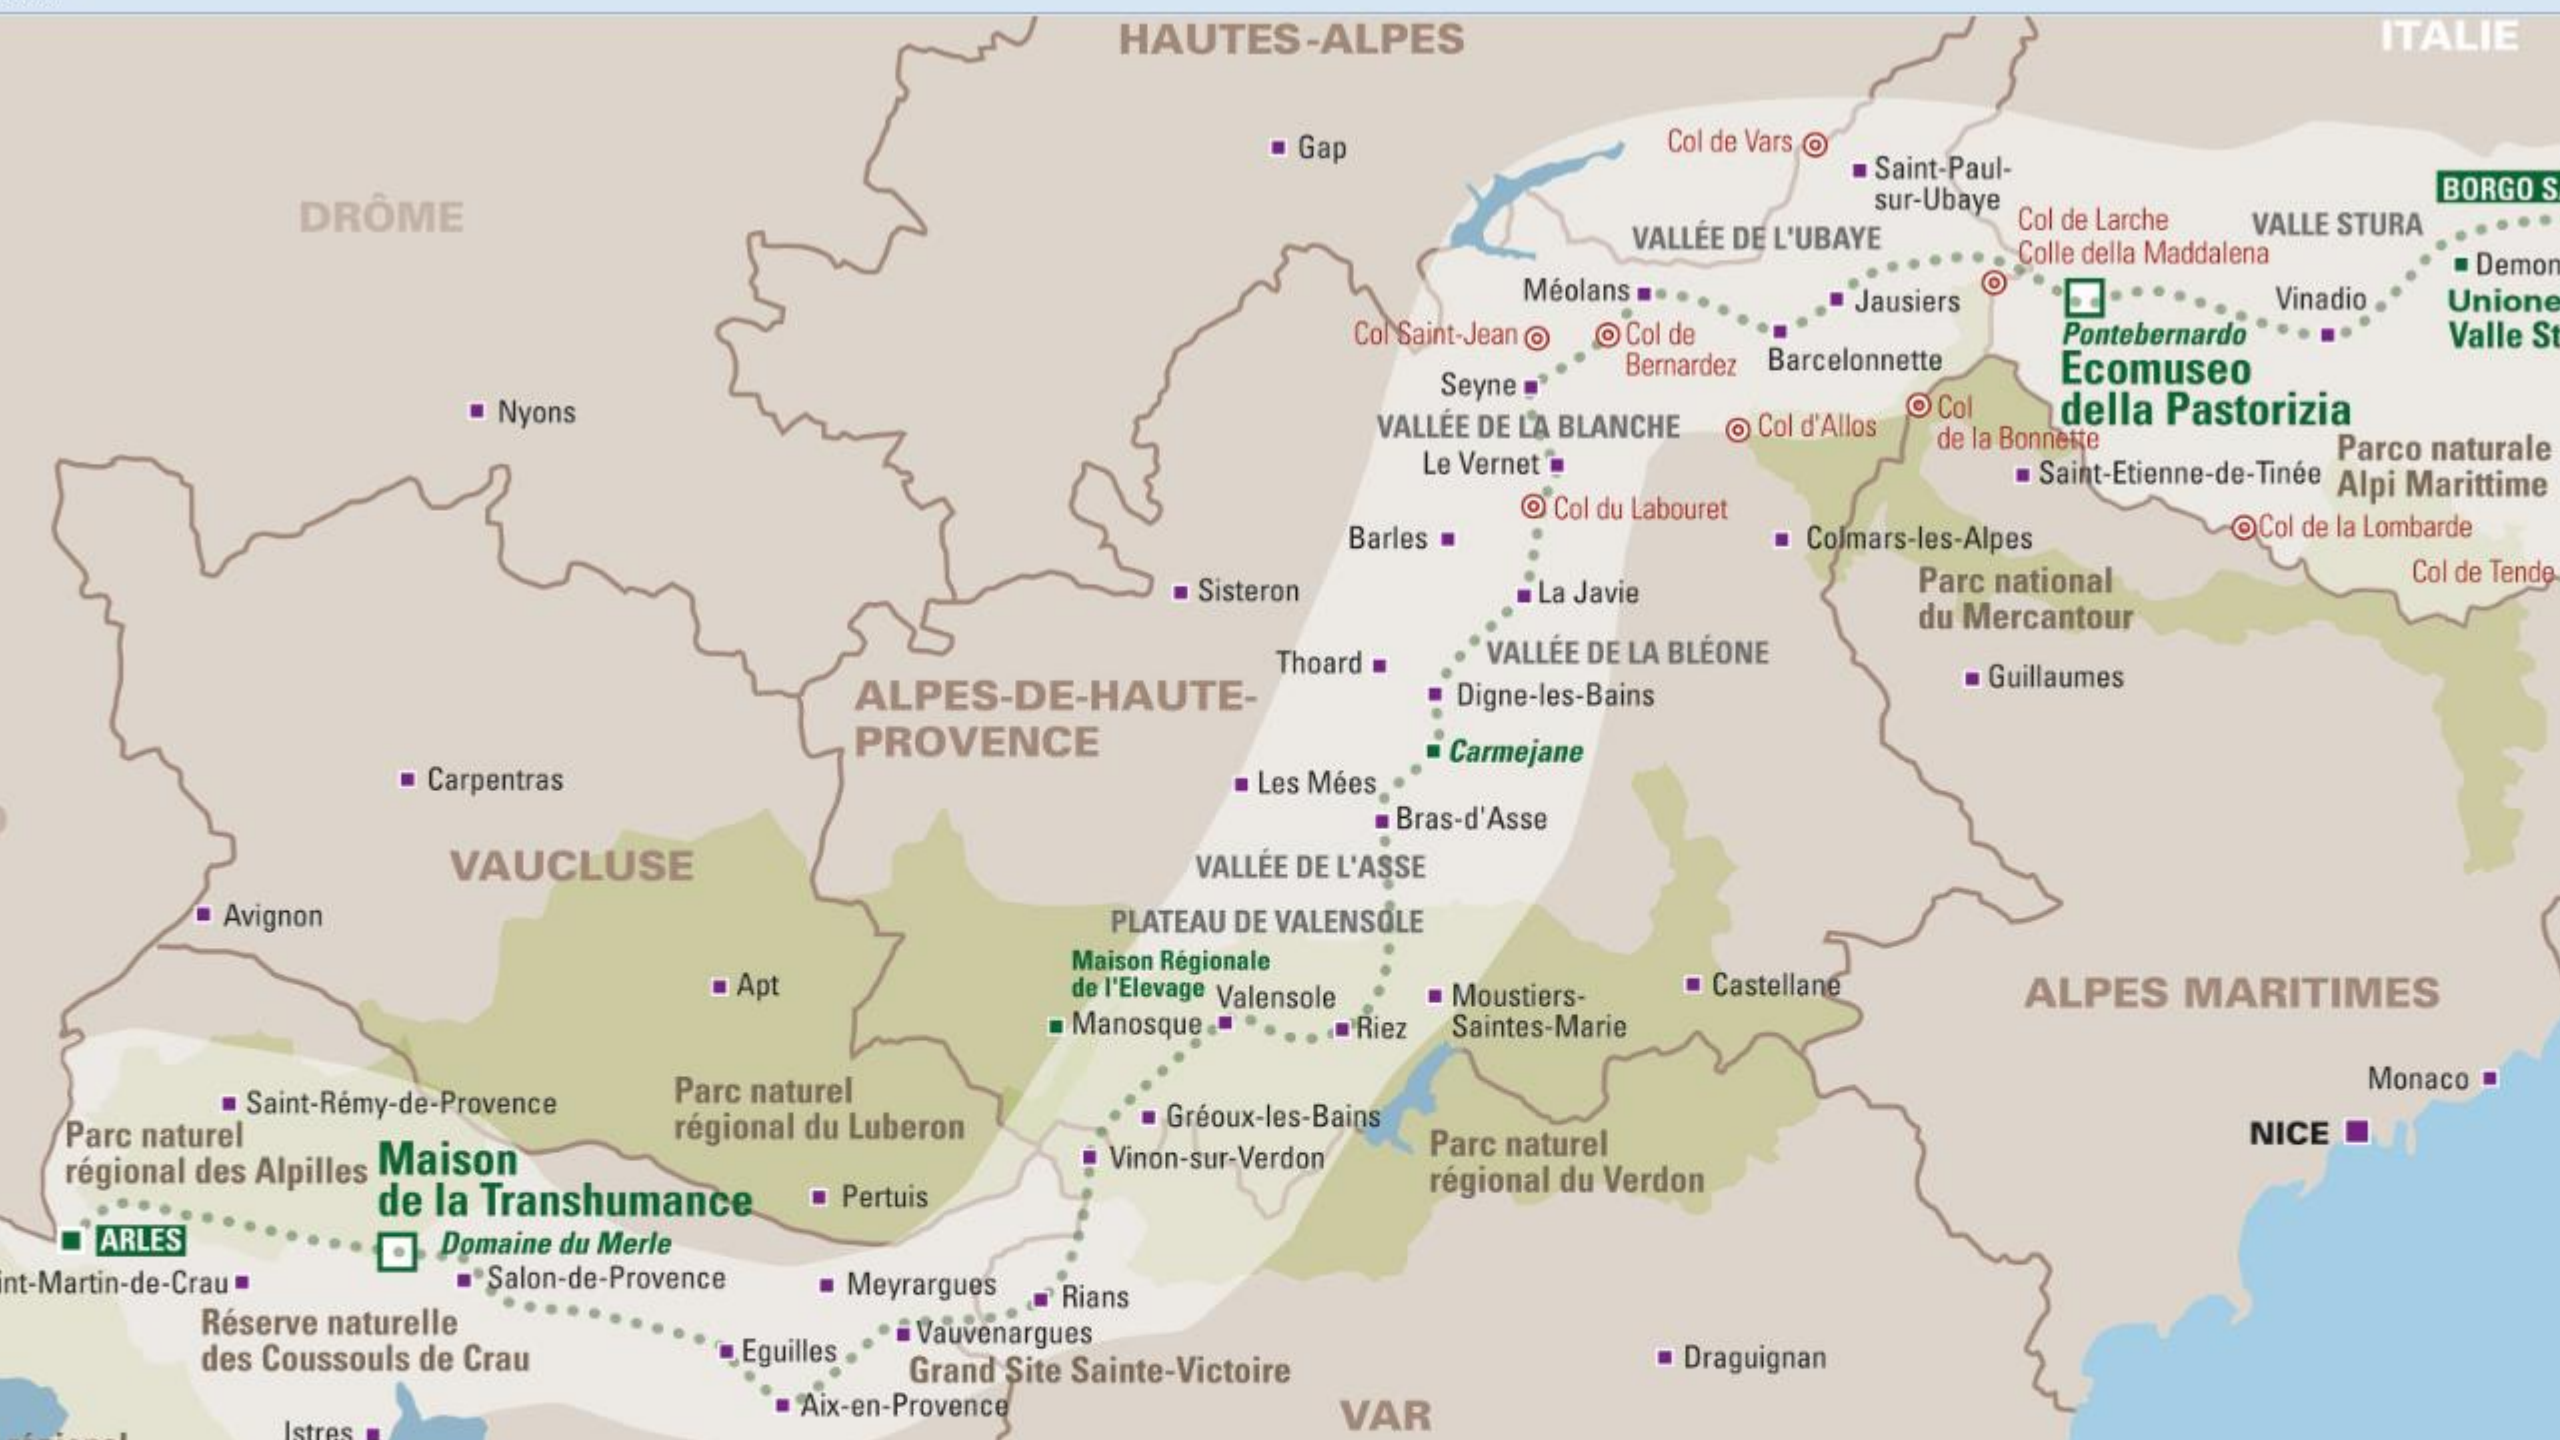 HAUTES-ALPES
ITALIE
Gap
Col de Vars
Saint-Paul-
sur-Ubaye
BORGO S
DRÔME
VALLÉE DE L'UBAYE
Col de Larche
Colle della Maddalena
VALLE STURA
Demon
Méolans
Jausiers
Vinadio
Unione
Valle St
Col Saint-Jean
Col de
Bernardez
Barcelonnette
Pontebernardo
Ecomuseo
della Pastorizia
Seyne
Nyons
VALLÉE DE LA BLANCHE
Col d'Allos
Col
de la Bonnette
Parco naturale
Alpi Marittime
Le Vernet
Saint-Etienne-de-Tinée
Col du Labouret
Col de la Lombarde
Barles
Colmars-les-Alpes
Col de Tende
Parc national
du Mercantour
Sisteron
La Javie
Thoard
VALLÉE DE LA BLÉONE
Guillaumes
ALPES-DE-HAUTE-
PROVENCE
Digne-les-Bains
Carmejane
Carpentras
Les Mées
Bras-d'Asse
VAUCLUSE
VALLÉE DE L'ASSE
Avignon
PLATEAU DE VALENSOLE
Maison Régionale
de l'Elevage
Valensole
Apt
Manosque
Riez
Moustiers-
Saintes-Marie
Castellane
ALPES MARITIMES
Monaco
NICE
Saint-Rémy-de-Provence
Parc naturel
régional du Luberon
Gréoux-les-Bains
Parc naturel
régional des Alpilles
Vinon-sur-Verdon
Parc naturel
régional du Verdon
Maison
de la Transhumance
Pertuis
ARLES
Domaine du Merle
int-Martin-de-Crau
Salon-de-Provence
Meyrargues
Rians
Réserve naturelle
des Coussouls de Crau
Vauvenargues
Eguilles
Grand Site Sainte-Victoire
Draguignan
Aix-en-Provence
VAR
Istres